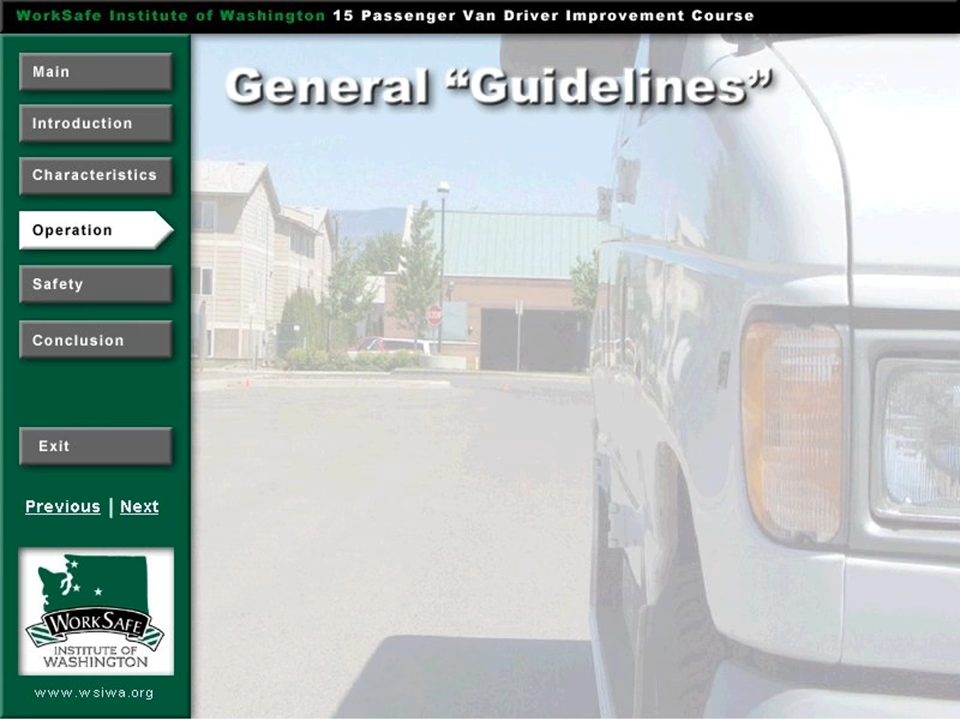 WorkSafe Institute of Washington 15 Passenger Van Driver Improvement Course
General “Guidelines”
Main
Introduction
Characteristics
Operation
Safety
Conclusion
Exit
Previous | Next
WORKSAFE
INSTITUTE OF
WASHINGTON
www.wsiwa.org
STOP